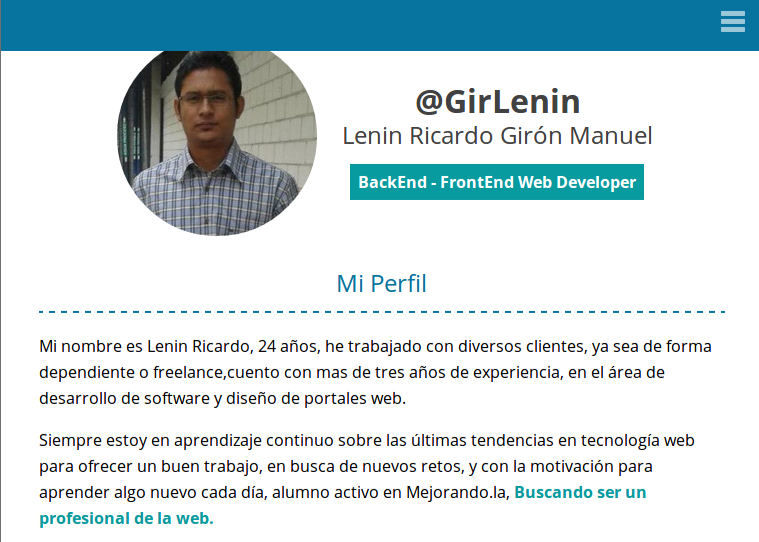 @GirLenin
Lenin Ricardo Girón Manuel
BackEnd - FrontEnd Web Developer
Mi Perfil
Mi nombre es Lenin Ricardo, 24 años, he trabajado con diversos clientes, ya sea de forma
dependiente o freelance,cuento con mas de tres años de experiencia, en el área de
desarrollo de software y diseño de portales web.
Siempre estoy en aprendizaje continuo sobre las últimas tendencias en tecnología web
para ofrecer un buen trabajo, en busca de nuevos retos, y con la motivación para
aprender algo nuevo cada día, alumno activo en Mejorando.la, Buscando ser un
profesional de la web.